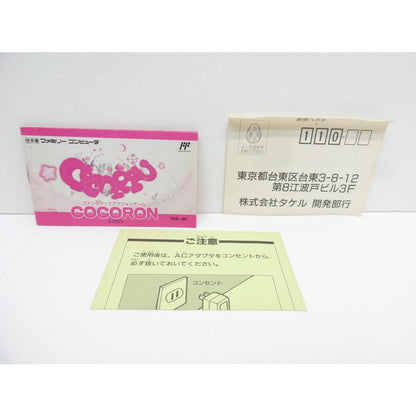 任天堂 ファミリーコンピュータ
ファンタジックアクションゲーム
COCORON
ココロン
TKR-9C
郵便ハガキ
110
東京都台東区台東3-8-12
第8江波戸ビル3F
株式会社タケル 開発部行
ご注意
ご使用後は、ACアダプタをコンセントから、
必ず抜いておいてください。
コンセント